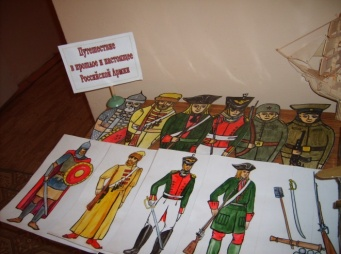 Путешествие
в прошлое и настоящее
Российской Армии